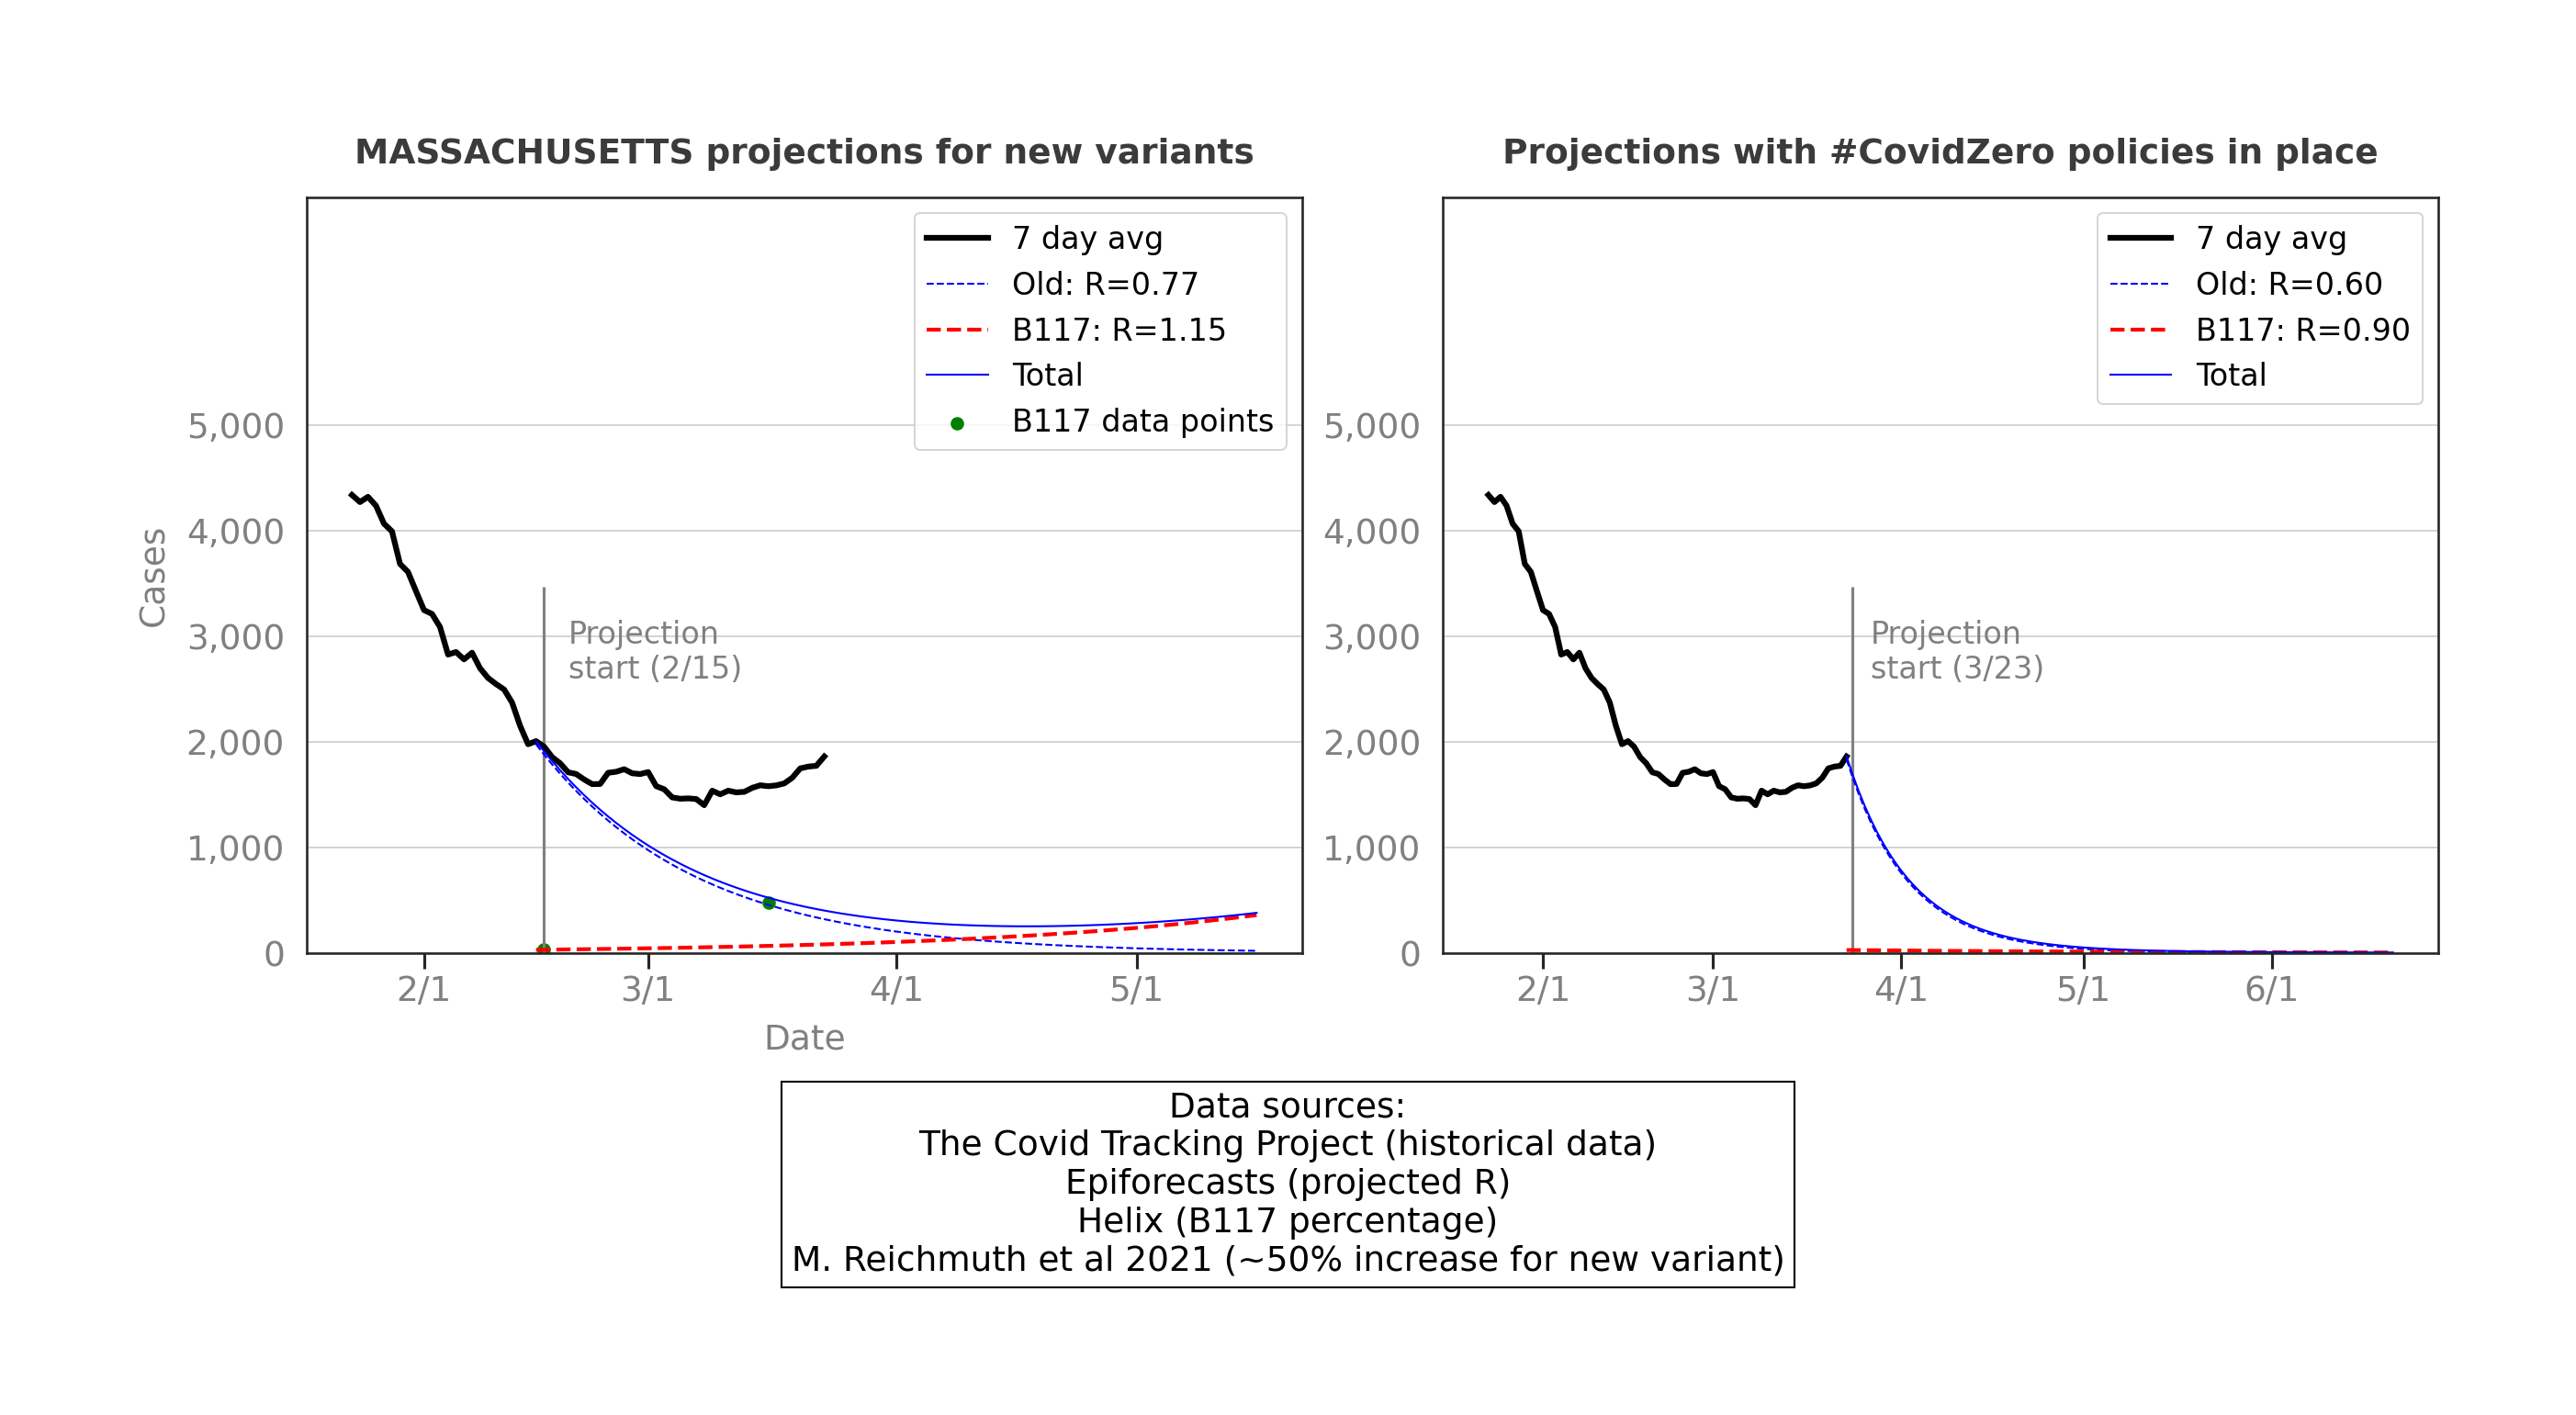 MASSACHUSETTS projections for new variants
7 day avg
Old: R=0.77
B117: R=1.15
Total
B117 data points
Cases
5,000
4,000
3,000
2,000
1,000
0
Projection
start (2/15)
2/1
3/1
4/1
5/1
Date
Projections with #CovidZero policies in place
7 day avg
Old: R=0.60
B117: R=0.90
Total
5,000
4,000
3,000
2,000
1,000
0
Projection
start (3/23)
2/1
3/1
4/1
5/1
6/1
Data sources:
The Covid Tracking Project (historical data)
Epiforecasts (projected R)
Helix (B117 percentage)
M. Reichmuth et al 2021 (~50% increase for new variant)